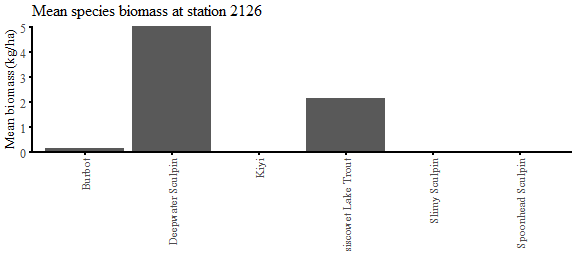 Mean species biomass at station 2126
Mean biomass (kg/ha)
5
4
3
2
1
0
Burbot
Deepwater Sculpin
Kiyi
siscowet Lake Trout
Slimy Sculpin
Spoonhead Sculpin